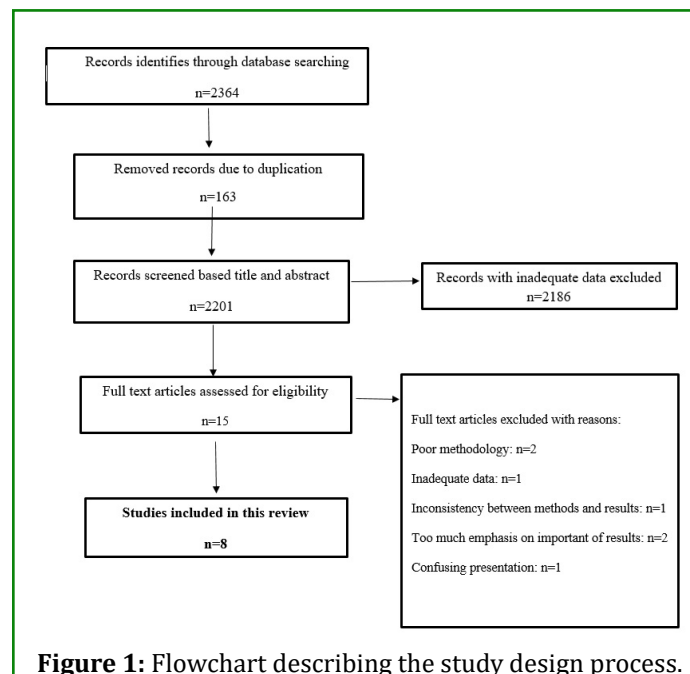 Records identifies through database searching
n=2364
Removed records due to duplication
n=163
Records screened based title and abstract
n=2201
Records with inadequate data excluded
n=2186
Full text articles assessed for eligibility
n=15
Full text articles excluded with reasons:
Poor methodology: n=2
Inadequate data: n=1
Inconsistency between methods and results: n=1
Too much emphasis on important of results: n=2
Confusing presentation: n=1
Studies included in this review
n=8
Figure 1: Flowchart describing the study design process.